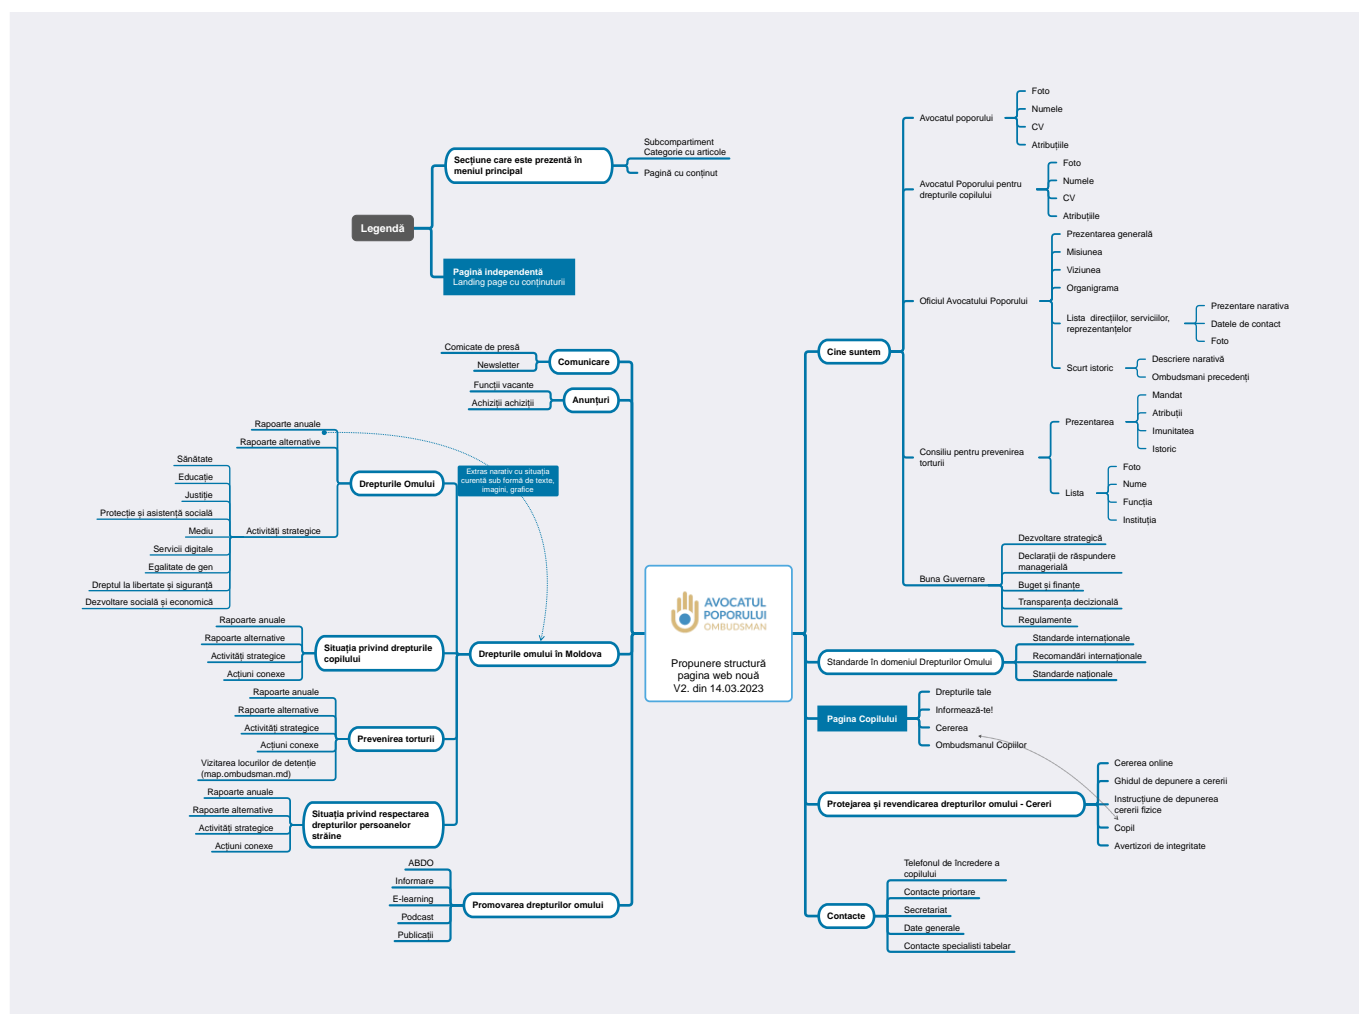 Legendă
Secțiune care este prezentă în
meniul principal
Subcompartiment
Categorie cu articole
Pagină cu conținut
Pagină independentă
Landing page cu conținuturii
AVOCATUL
POPORULUI
OMBUDSMAN
Propunere structură
pagina web nouă
V2. din 14.03.2023
Cine suntem
Avocatul poporului
Foto
Numele
CV
Atribuțiile
Avocatul Poporului pentru
drepturile copilului
Foto
Numele
CV
Atribuțiile
Oficiul Avocatului Poporului
Prezentarea generală
Misiunea
Viziunea
Organigrama
Lista  direcțiilor, serviciilor,
reprezentanțelor
Prezentare narativa
Datele de contact
Foto
Scurt istoric
Descriere narativă
Ombudsmani precedenți
Consiliu pentru prevenirea
torturii
Prezentarea
Mandat
Atribuții
Imunitatea
Istoric
Lista
Foto
Nume
Funcția
Instituția
Buna Guvernare
Dezvoltare strategică
Declarații de răspundere
managerială
Buget și finanțe
Transparența decizională
Regulamente
Standarde în domeniul Drepturilor Omului
Standarde internaționale
Recomandări internaționale
Standarde naționale
Pagina Copilului
Drepturile tale
Informează-te!
Cererea
Ombudsmanul Copiilor
Protejarea și revendicarea drepturilor omului - Cereri
Cererea online
Ghidul de depunere a cererii
Instrucțiune de depunerea
cererii fizice
Copil
Avertizori de integritate
Contacte
Telefonul de încredere a
copilului
Contacte priortare
Secretariat
Date generale
Contacte specialisti tabelar
Comunicare
Comicate de presă
Newsletter
Anunțuri
Funcții vacante
Achiziții achiziții
Drepturile omului în Moldova
Extras narativ cu situația
curentă sub formă de texte,
imagini, grafice
Drepturile Omului
Rapoarte anuale
Rapoarte alternative
Activități strategice
Sănătate
Educație
Justiție
Protecție și asistență socială
Mediu
Servicii digitale
Egalitate de gen
Dreptul la libertate și siguranță
Dezvoltare socială și economică
Situația privind drepturile
copilului
Rapoarte anuale
Rapoarte alternative
Activități strategice
Acțiuni conexe
Prevenirea torturii
Rapoarte anuale
Rapoarte alternative
Activități strategice
Acțiuni conexe
Vizitarea locurilor de detenție
(map.ombudsman.md)
Situația privind respectarea
drepturilor persoanelor
străine
Rapoarte anuale
Rapoarte alternative
Activități strategice
Acțiuni conexe
Promovarea drepturilor omului
ABDO
Informare
E-learning
Podcast
Publicații